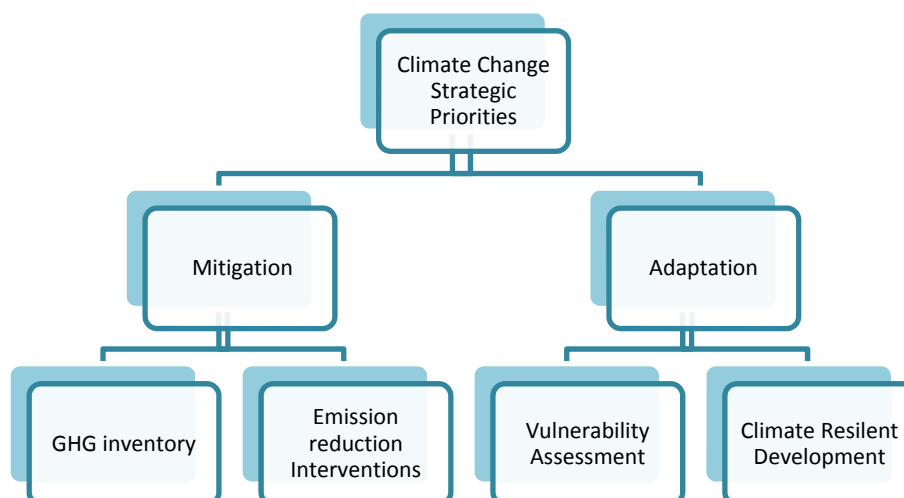 Climate Change
Strategic
Priorities
Mitigation
Adaptation
GHG inventory
Emission
reduction
Interventions
Vulnerability
Assessment
Climate Resilent
Development